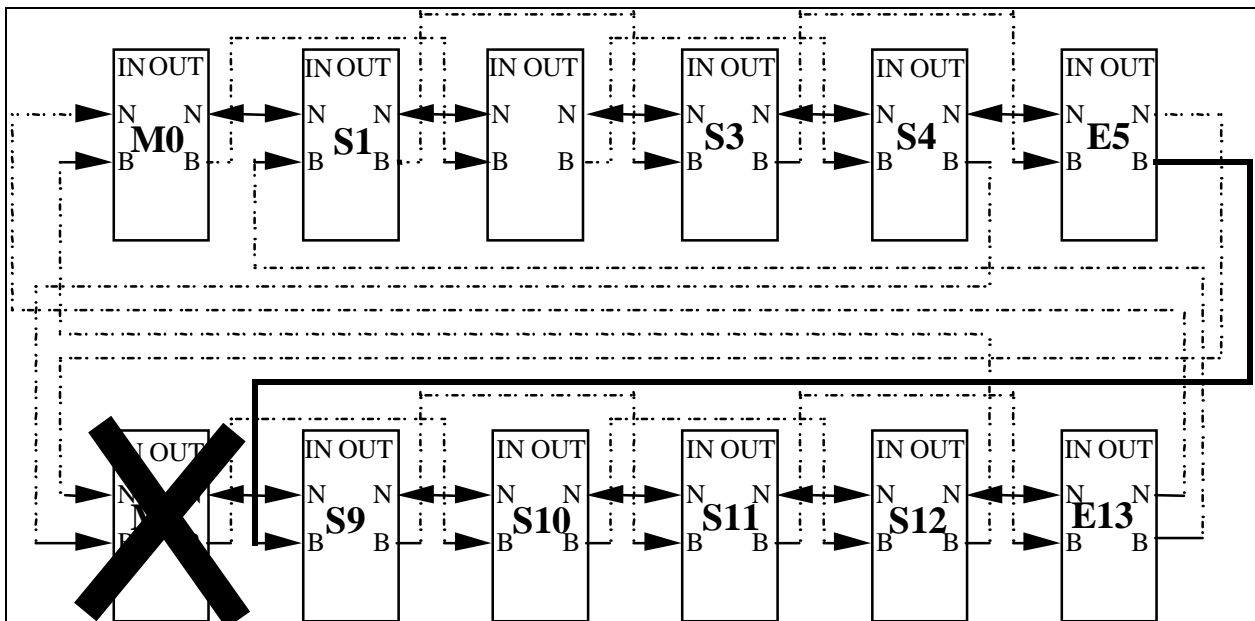 IN OUT IN OUT IN OUT IN OUT IN OUT IN OUT
N N N N N N N N N N N N
M0 S1 S3 S4 E5
B B B B B B B B B B B B
OUT IN OUT IN OUT IN OUT IN OUT IN OUT
N N N N N N N N N N N
S9 S10 S11 S12 E13
B B B B B B B B B B